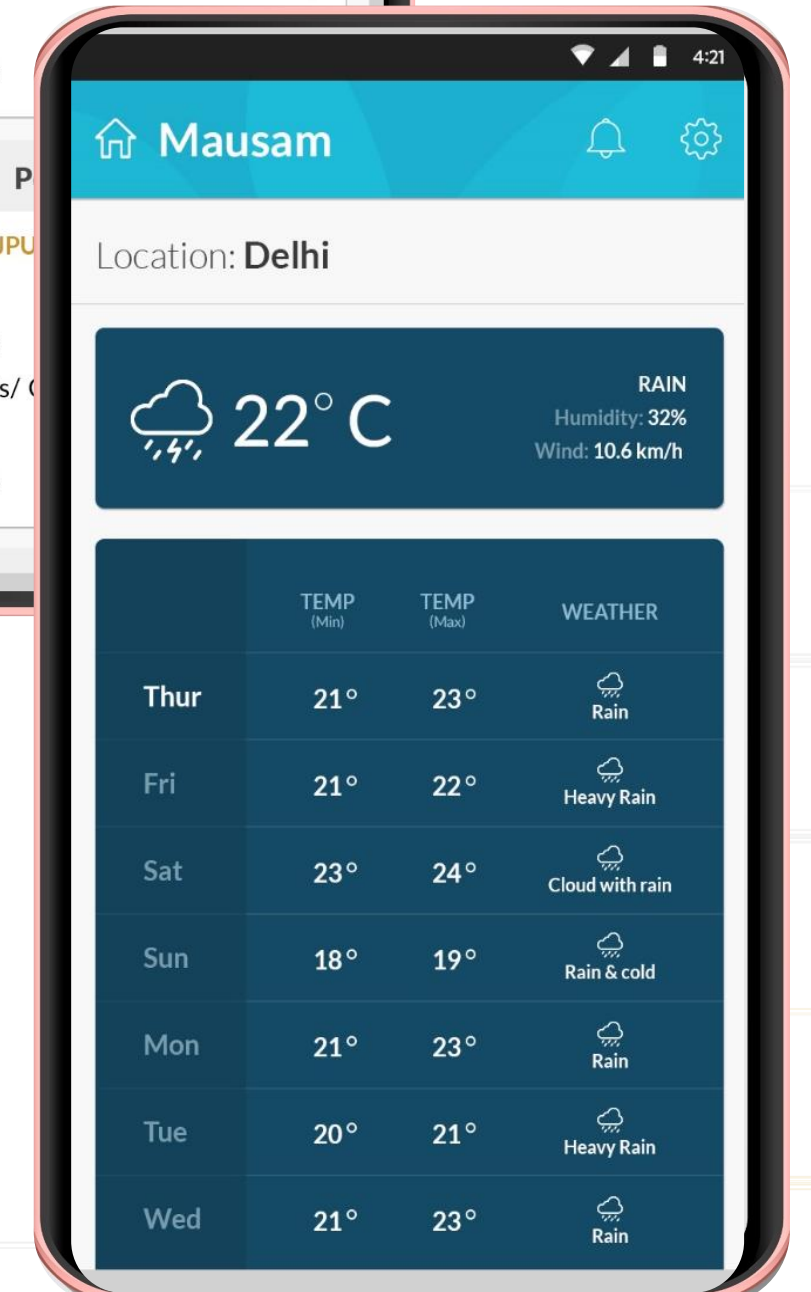 4:21
Mausam
Location: Delhi
22° C
RAIN
Humidity: 32%
Wind: 10.6 km/h
TEMP TEMP WEATHER
(Min) (Max)
Thur 21° 23° Rain
Fri 21° 22° Heavy Rain
Sat 23° 24° Cloud with rain
Sun 18° 19° Rain & cold
Mon 21° 23° Rain
Tue 20° 21° Heavy Rain
Wed 21° 23° Rain